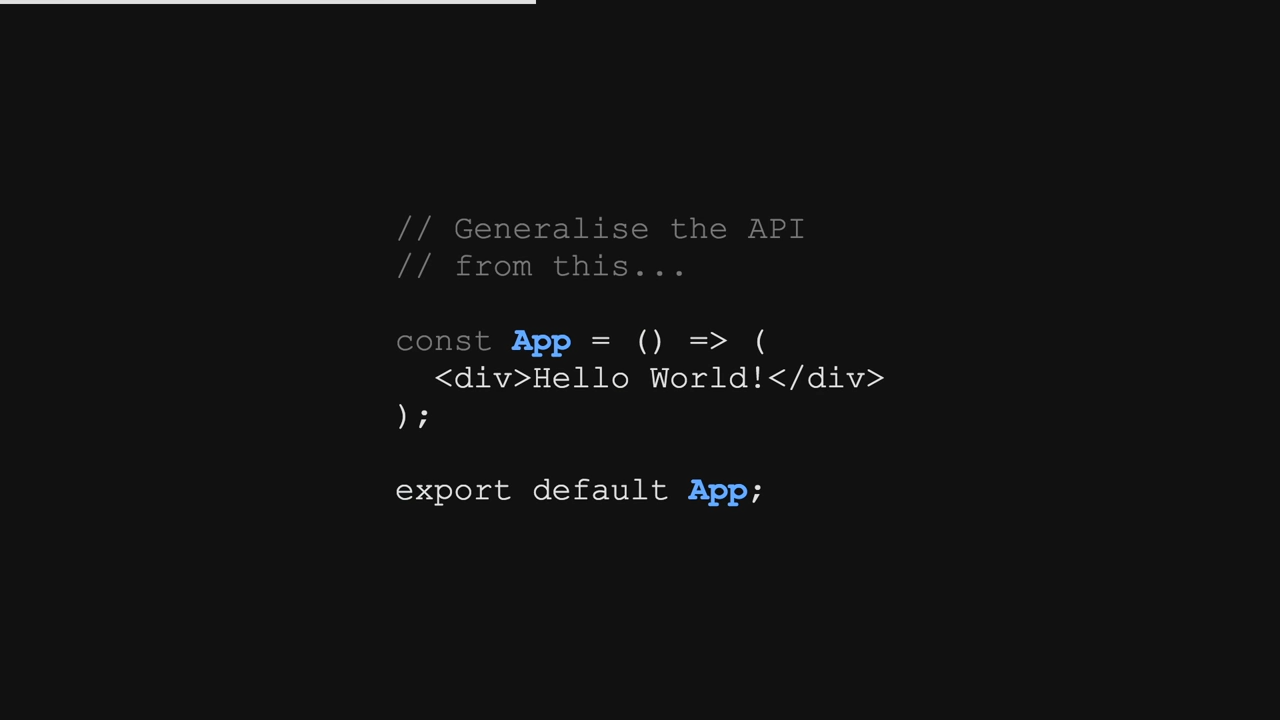 // Generalise the API
// from this...
const App = () => (
<div>Hello World!</div>
);
export default App;